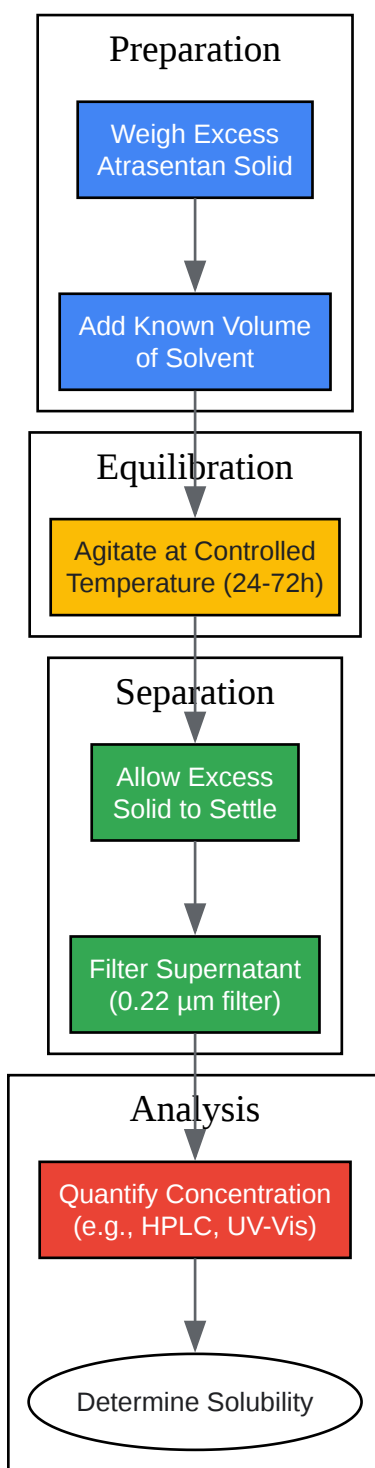 Preparation
Weigh Excess
Atrasentan Solid
Add Known Volume
of Solvent
Equilibration
Agitate at Controlled
Temperature (24-72h)
Separation
Allow Excess
Solid to Settle
Filter Supernatant
(0.22 µm filter)
Analysis
Quantify Concentration
(e.g., HPLC, UV-Vis)
Determine Solubility